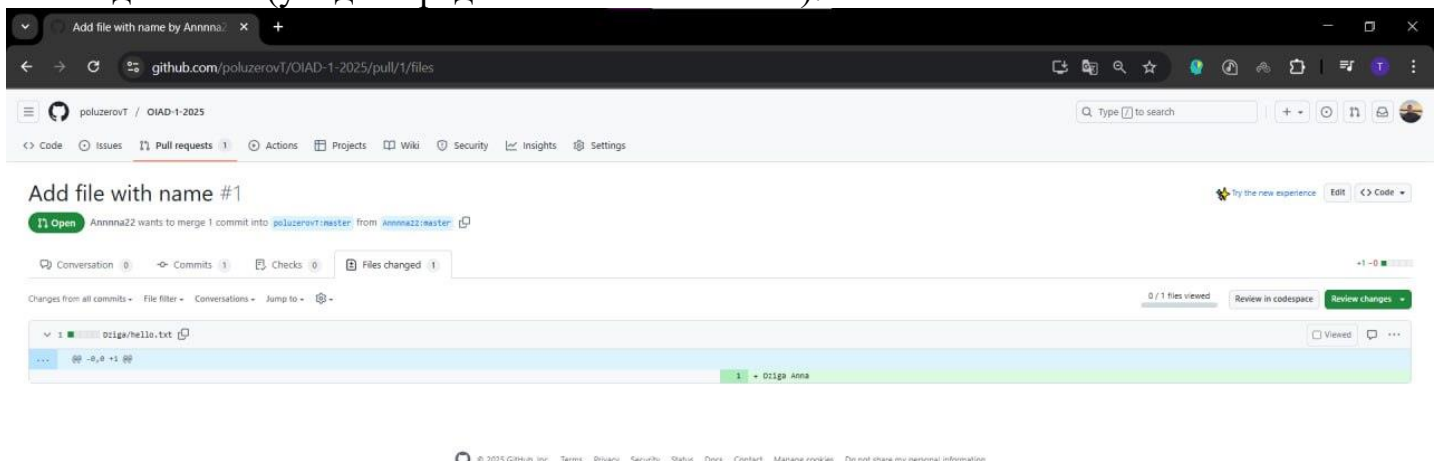 Add file with name by Annnna2
github.com/poluzerovT/OIAD-1-2025/pull/1/files
T
poluzerovT / OIAD-1-2025
Type / to search
<> Code Issues Pull requests 1 Actions Projects Wiki Security Insights Settings
Add file with name #1
Try the new experience Edit <> Code
Open Annnna22 wants to merge 1 commit into poluzerovT:master from Annnna22:master
Conversation 0 Commits 1 Checks 0 Files changed 1
+1 -0
Changes from all commits File filter Conversations Jump to
0 / 1 files viewed Review in codespace Review changes
1 Dziga/hello.txt
Viewed ...
... @@ -0,0 +1 @@
1 + Dziga Anna
© 2025 GitHub, Inc. Terms Privacy Security Status Docs Contact Manage cookies Do not share my personal information